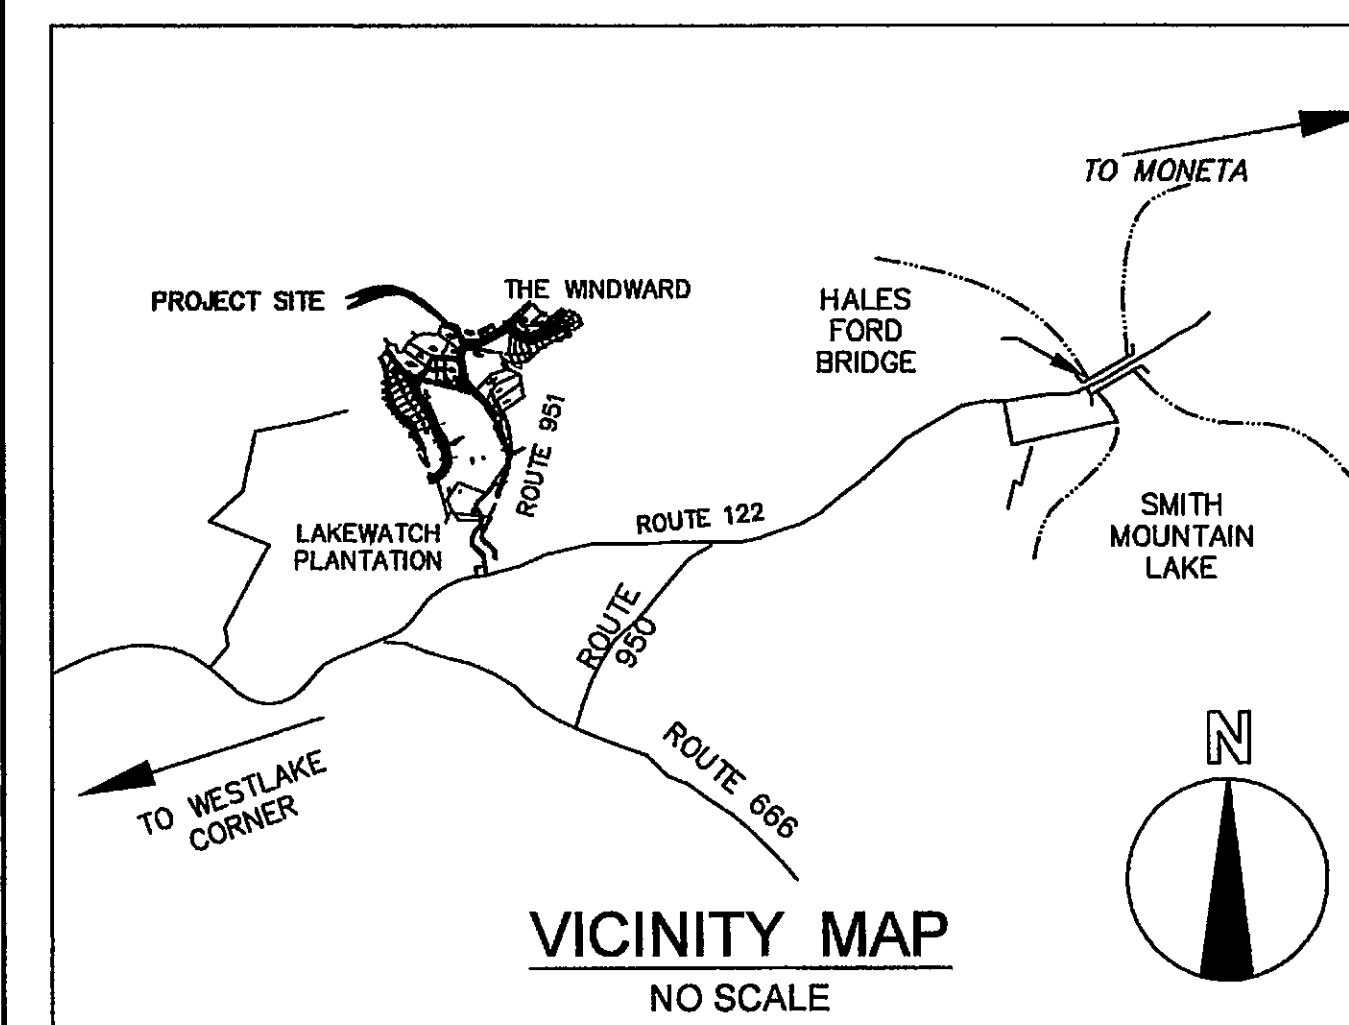 TO MONETA
PROJECT SITE
THE WINDWARD
HALES
FORD
BRIDGE
ROUTE 951
LAKEWATCH
PLANTATION
ROUTE 122
SMITH
MOUNTAIN
LAKE
ROUTE
950
ROUTE 666
TO WESTLAKE
CORNER
N
VICINITY MAP
NO SCALE